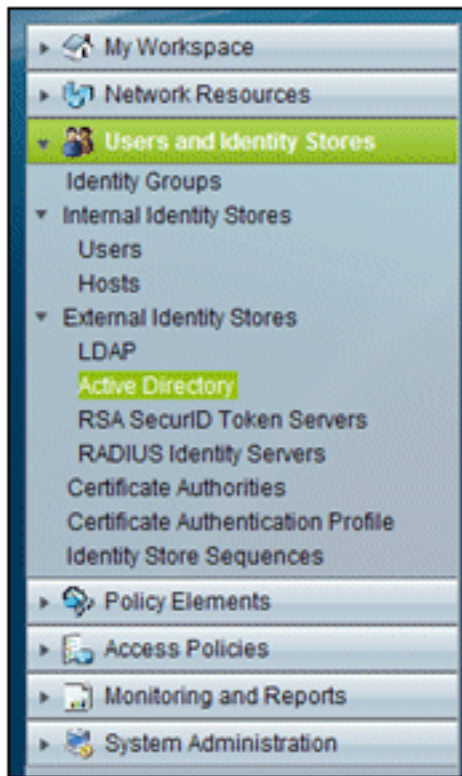 My Workspace
Network Resources
Users and Identity Stores
Identity Groups
Internal Identity Stores
Users
Hosts
External Identity Stores
LDAP
Active Directory
RSA SecurID Token Servers
RADIUS Identity Servers
Certificate Authorities
Certificate Authentication Profile
Identity Store Sequences
Policy Elements
Access Policies
Monitoring and Reports
System Administration